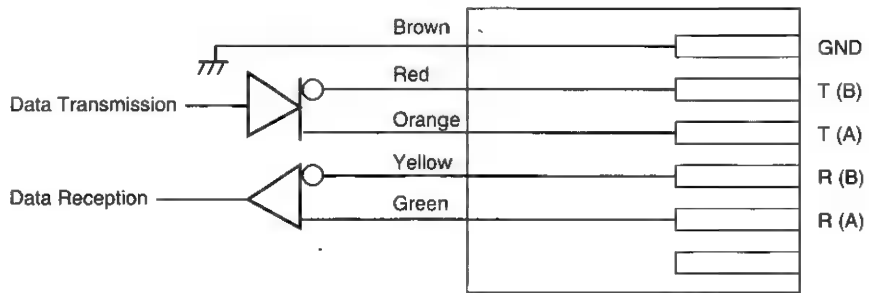 Brown
GND
Red
T (B)
Data Transmission
Orange
T (A)
Yellow
R (B)
Data Reception
Green
R (A)